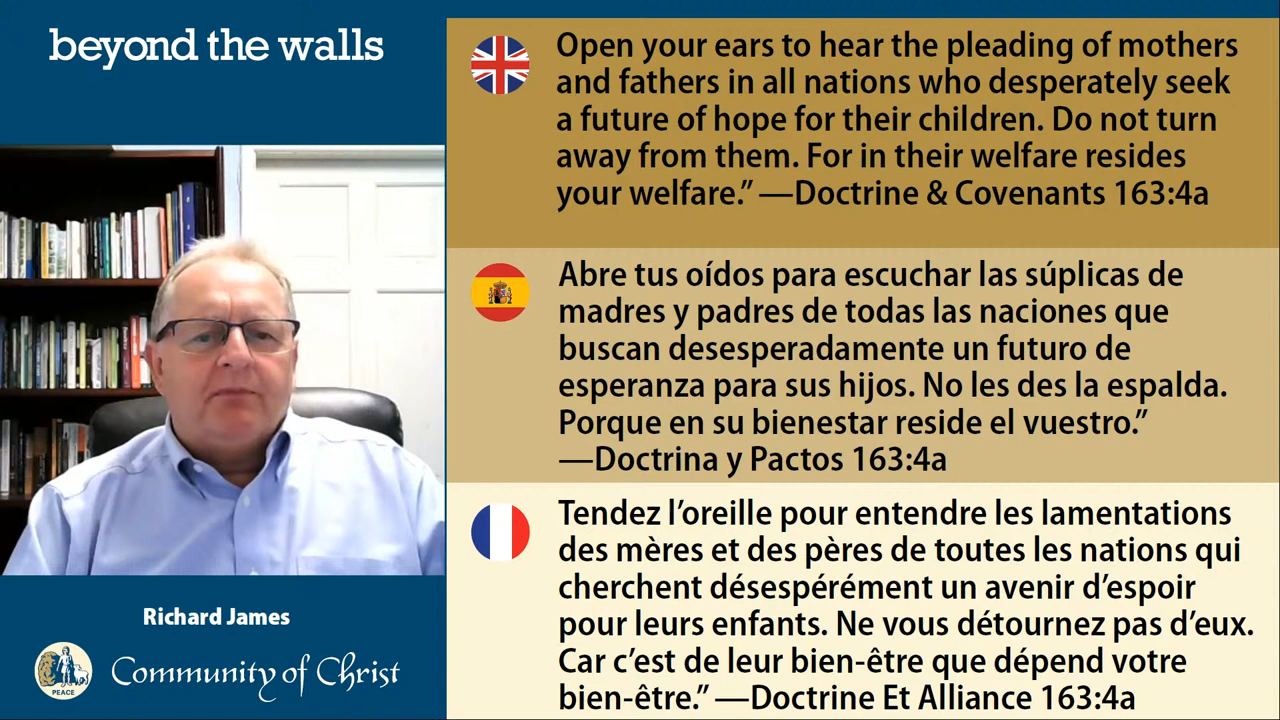 beyond the walls
Open your ears to hear the pleading of mothers
and fathers in all nations who desperately seek
a future of hope for their children. Do not turn
away from them. For in their welfare resides
your welfare.” —Doctrine & Covenants 163:4a
Abre tus oídos para escuchar las súplicas de
madres y padres de todas las naciones que
buscan desesperadamente un futuro de
esperanza para sus hijos. No les des la espalda.
Porque en su bienestar reside el vuestro.”
—Doctrina y Pactos 163:4a
Tendez l’oreille pour entendre les lamentations
des mères et des pères de toutes les nations qui
cherchent désespérément un avenir d’espoir
pour leurs enfants. Ne vous détournez pas d’eux.
Car c’est de leur bien-être que dépend votre
bien-être.” —Doctrine Et Alliance 163:4a
Richard James
PEACE
Community of Christ